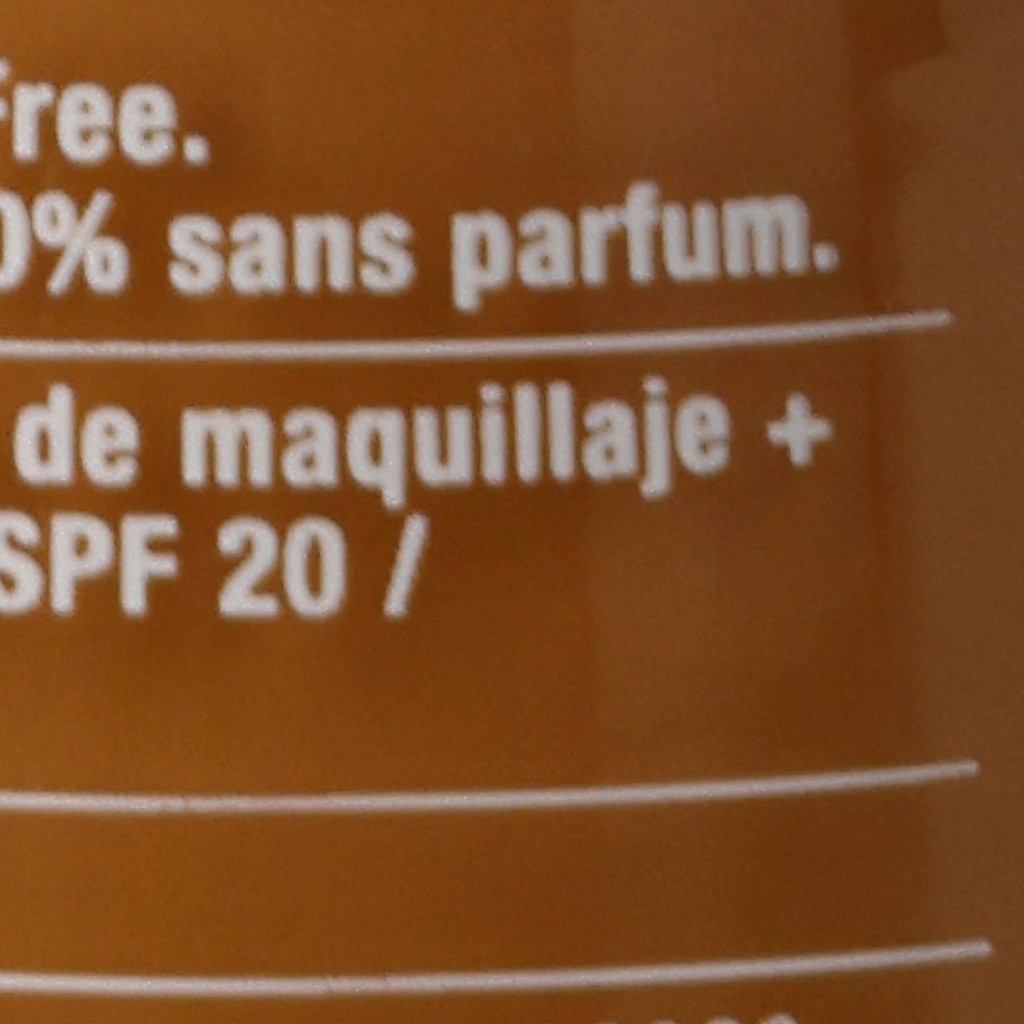 Free.
0% sans parfum.
de maquillaje +
SPF 20 /